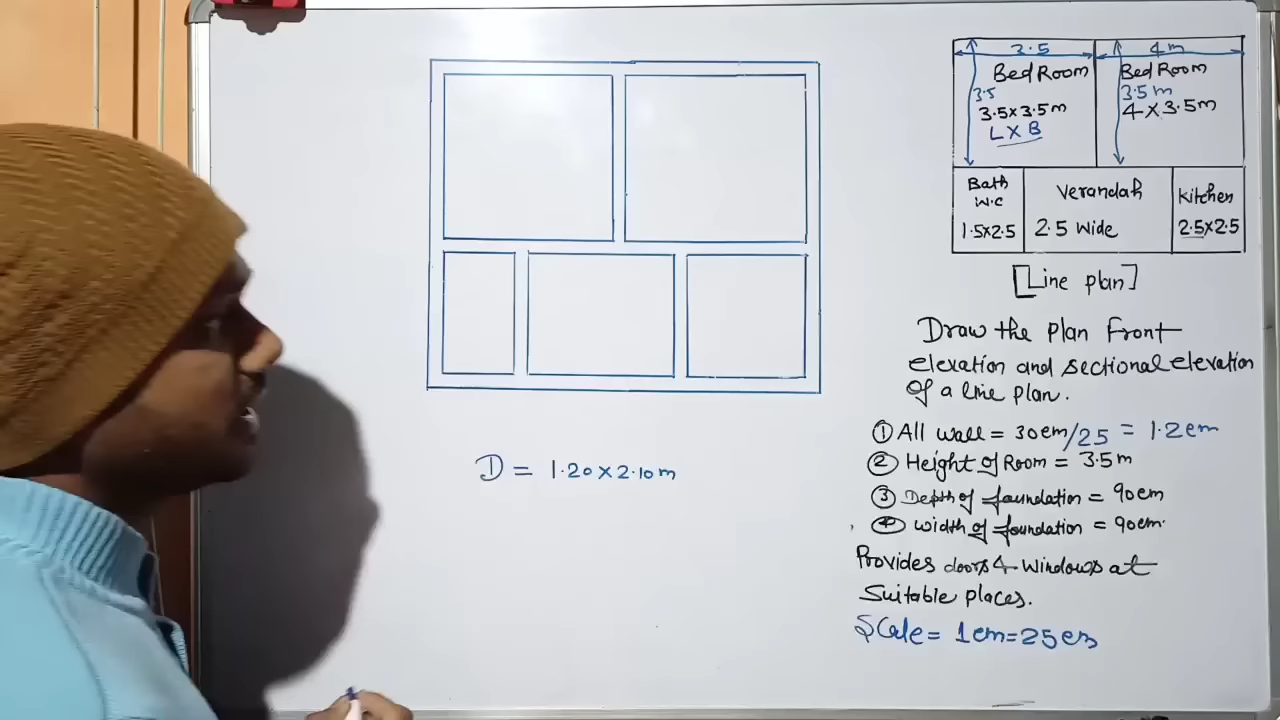 3.5
4m
Bed Room
3.5
3.5x3.5m
L X B
Bed Room
3.5m
4X3.5m
Bath
W.C
1.5x2.5
Verandah
2.5 Wide
Kitchen
2.5x2.5
[Line plan]
Draw the Plan Front
elevation and sectional elevation
of a line plan.
① All wall = 30cm/25 = 1.2cm
② Height of Room = 3.5m
③ Depth of foundation = 90cm
④ Width of foundation = 90cm.
Provides doors & windows at
Suitable places.
Scale = 1cm=25cm
D = 1.20x2.10m